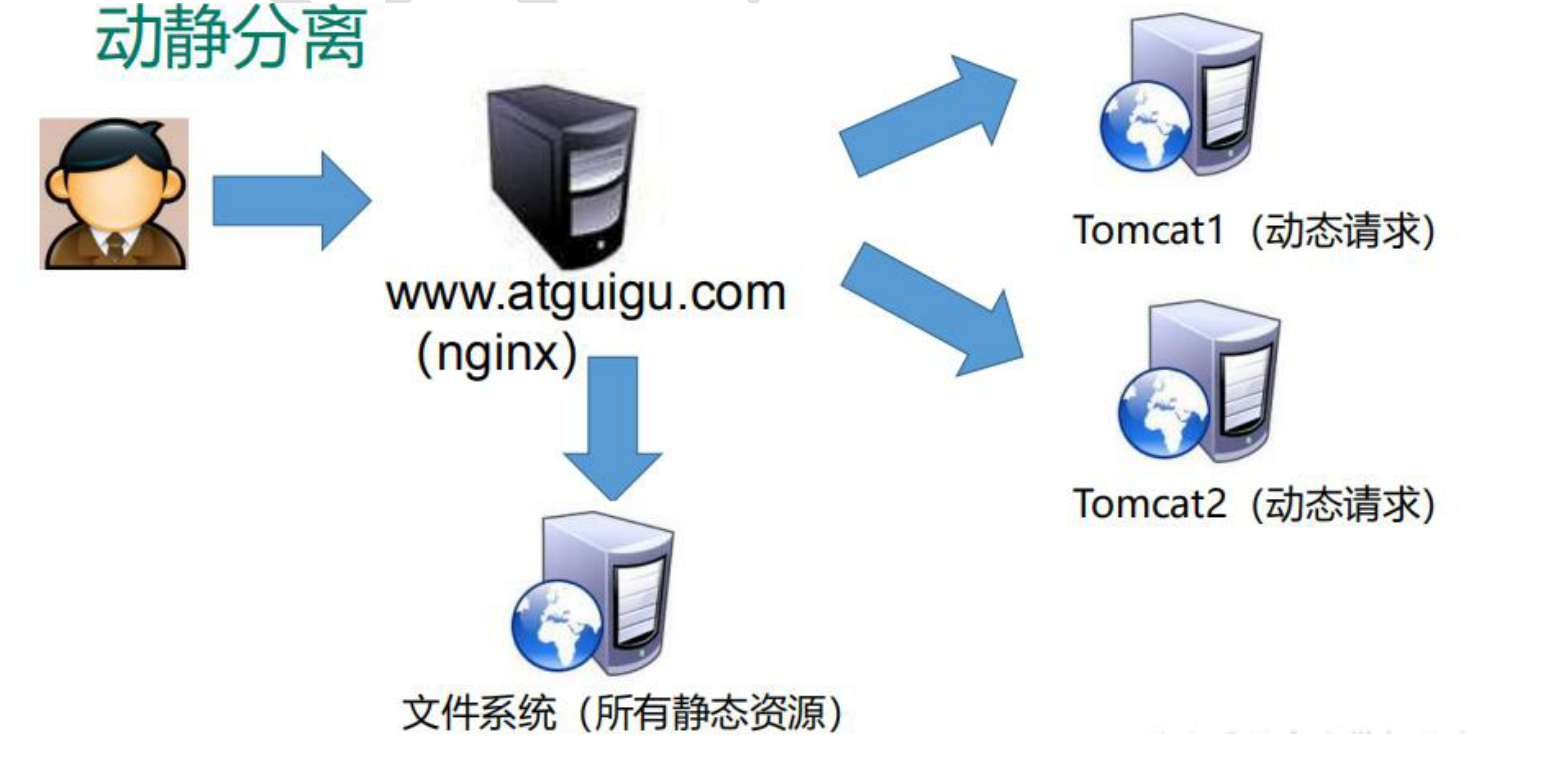 动静分离
www.atguigu.com
（nginx）
Tomcat1（动态请求）
Tomcat2（动态请求）
文件系统（所有静态资源）